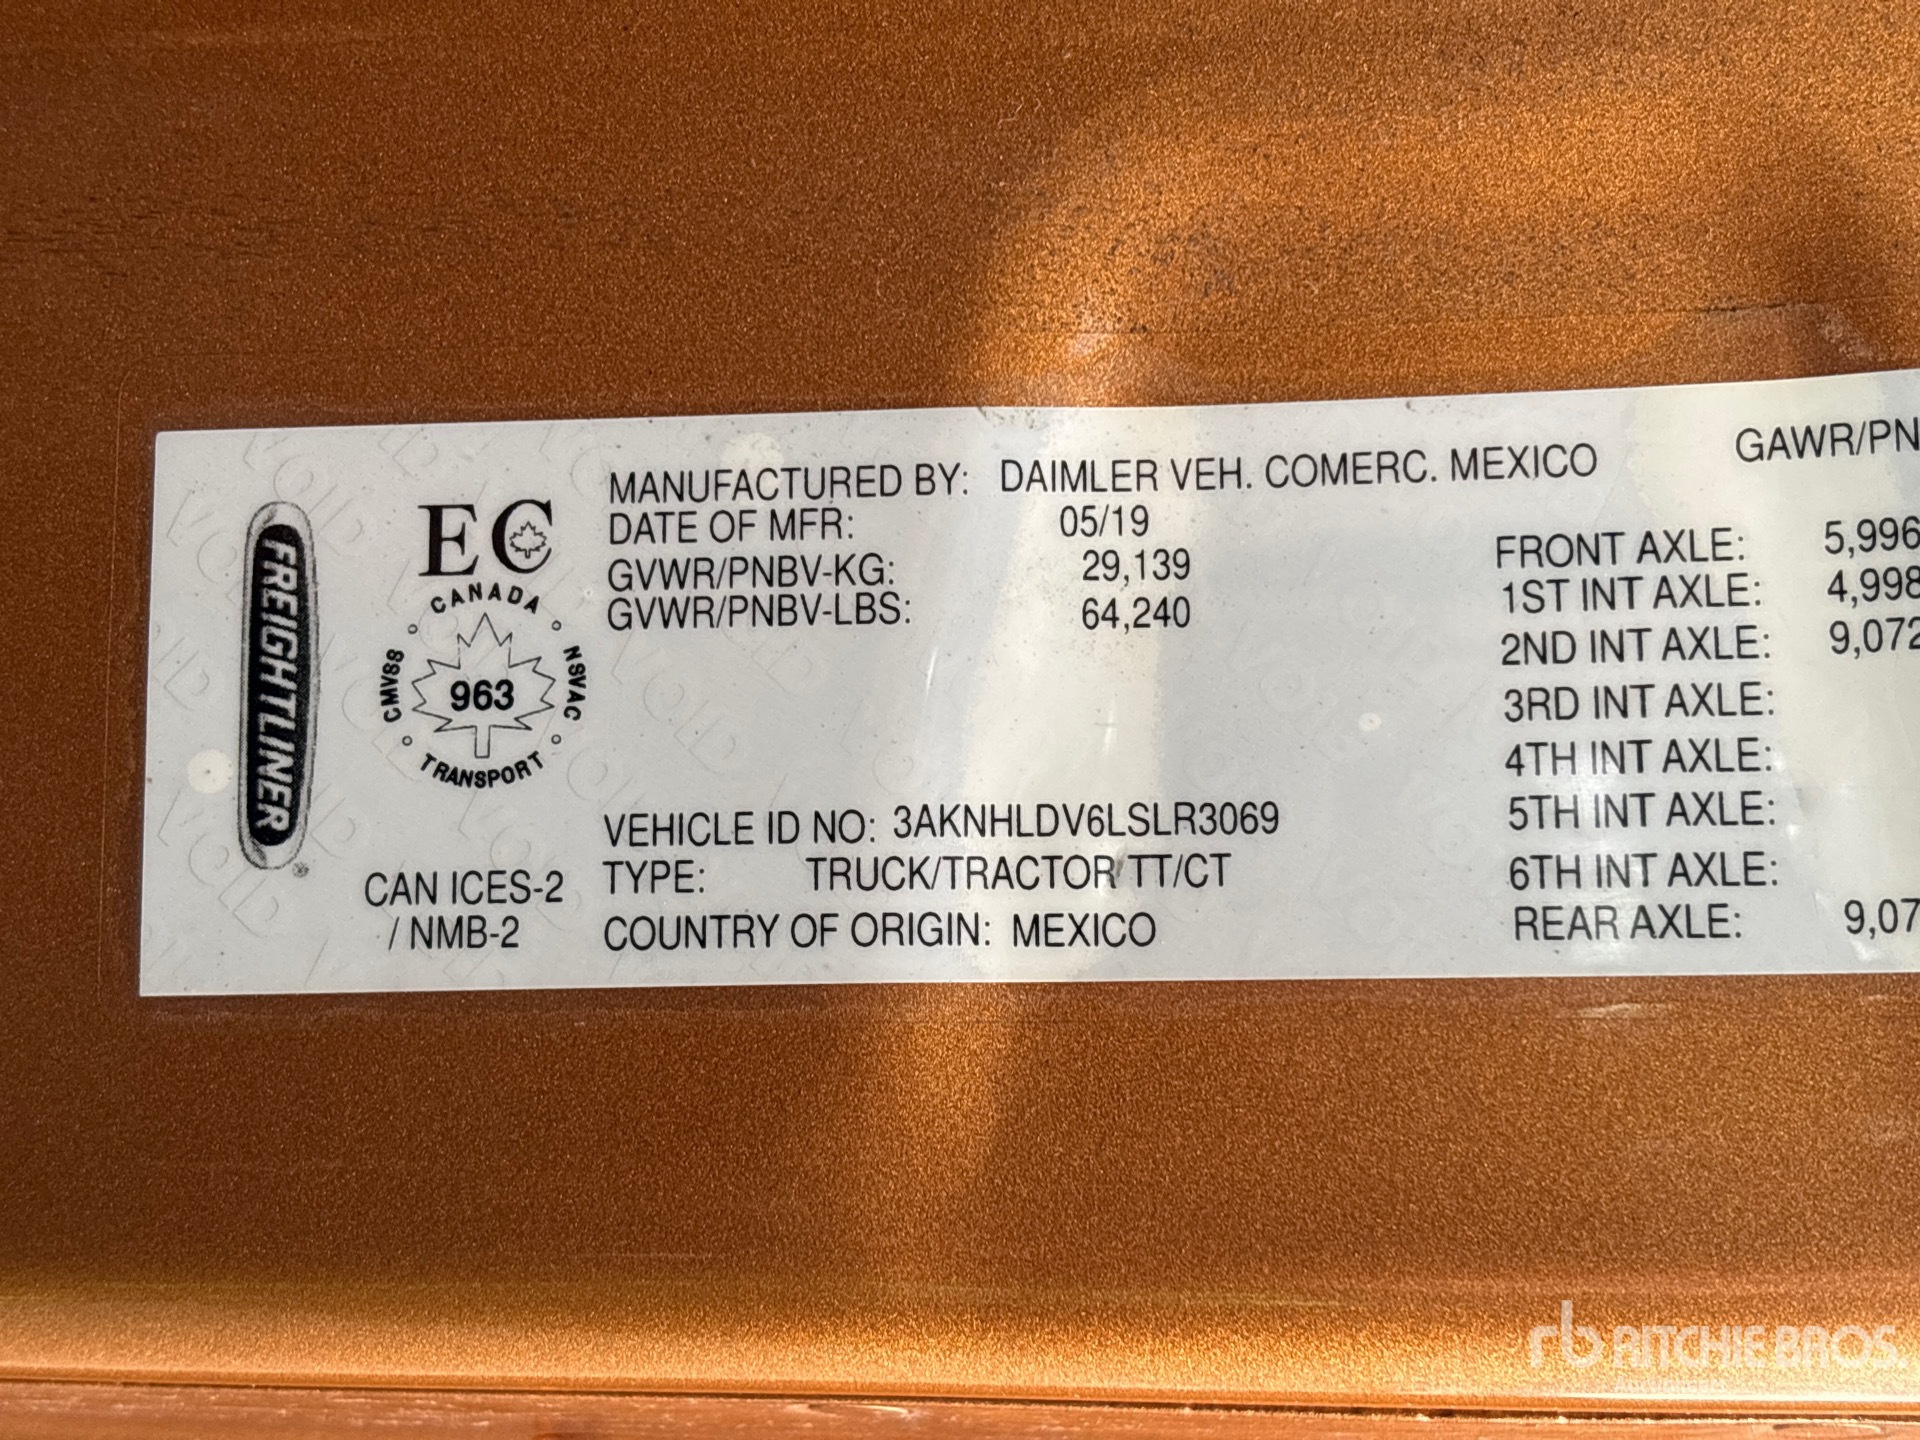 FREIGHTLINER
®
EC
CANADA
CMVSS
NSVAC
963
TRANSPORT
CAN ICES-2
/ NMB-2
MANUFACTURED BY: DAIMLER VEH. COMERC. MEXICO
DATE OF MFR: 05/19
GVWR/PNBV-KG: 29,139
GVWR/PNBV-LBS: 64,240
VEHICLE ID NO: 3AKNHLDV6LSLR3069
TYPE: TRUCK/TRACTOR TT/CT
COUNTRY OF ORIGIN: MEXICO
GAWR/PN
FRONT AXLE: 5,996
1ST INT AXLE: 4,998
2ND INT AXLE: 9,072
3RD INT AXLE:
4TH INT AXLE:
5TH INT AXLE:
6TH INT AXLE:
REAR AXLE: 9,07
rb RITCHIE BROS.